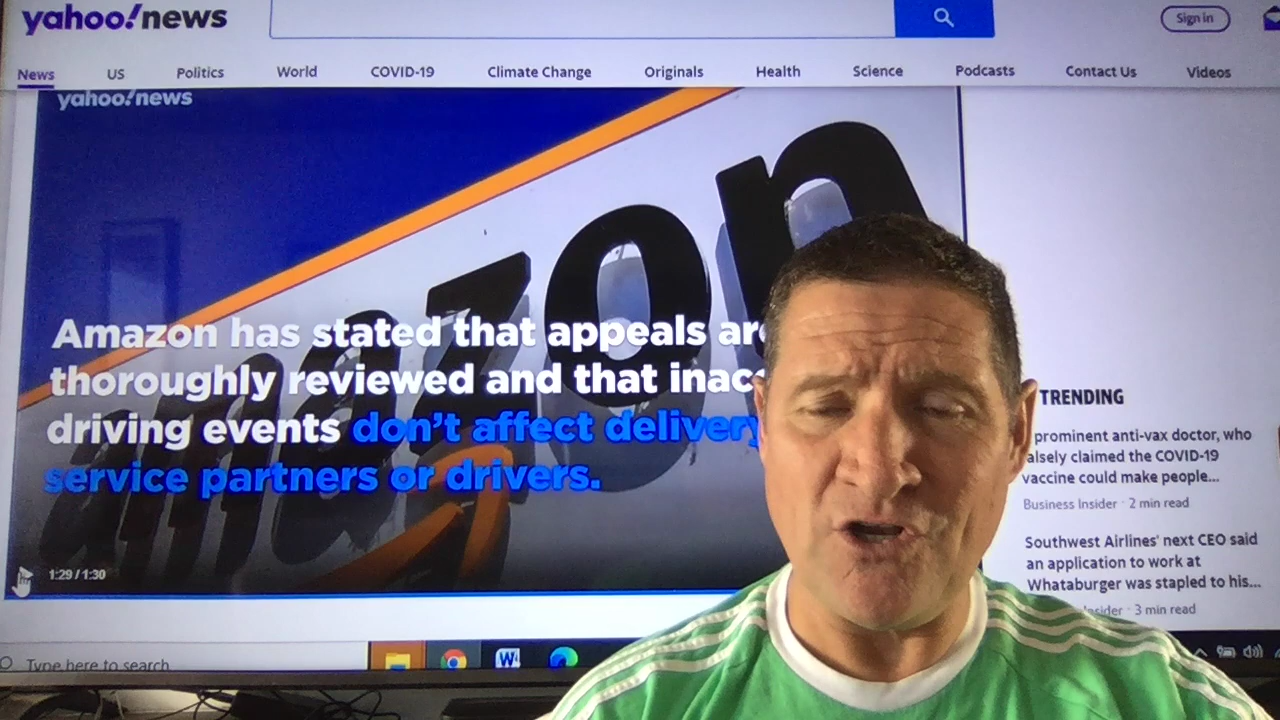 yahoo!news
Sign in
News US Politics World COVID-19 Climate Change Originals Health Science Podcasts Contact Us Videos
yahoo!news
amazon
Amazon has stated that appeals are
thoroughly reviewed and that
driving events don't affect delivery
service partners or drivers.
1:29 / 1:30
TRENDING
prominent anti-vax doctor, who
alsely claimed the COVID-19
vaccine could make people...
Business Insider · 2 min read
Southwest Airlines' next CEO said
an application to work at
Whataburger was stapled to his...
nsider · 3 min read
Type here to search
W